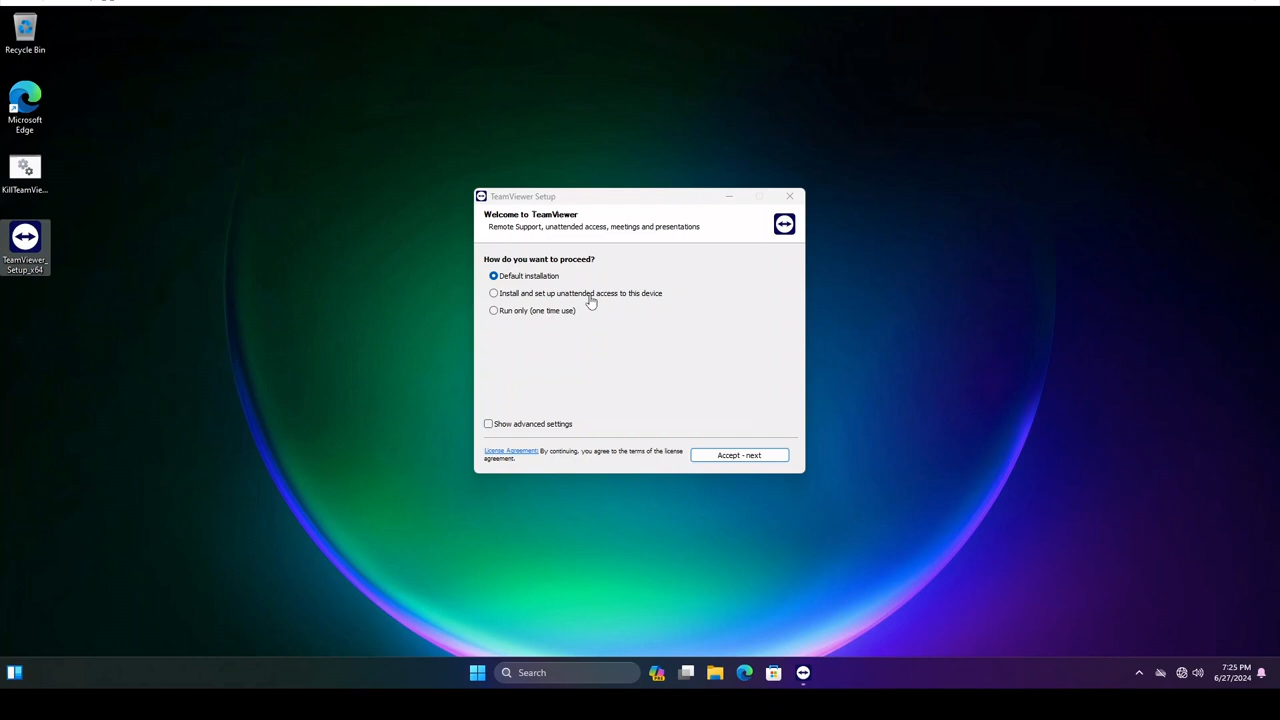 Recycle Bin
Microsoft
Edge
KillTeamVie...
TeamViewer_
Setup_x64
TeamViewer Setup
Welcome to TeamViewer
Remote Support, unattended access, meetings and presentations
How do you want to proceed?
Default installation
Install and set up unattended access to this device
Run only (one time use)
Show advanced settings
License Agreement: By continuing, you agree to the terms of the license
agreement.
Accept - next
Search
7:25 PM
6/27/2024